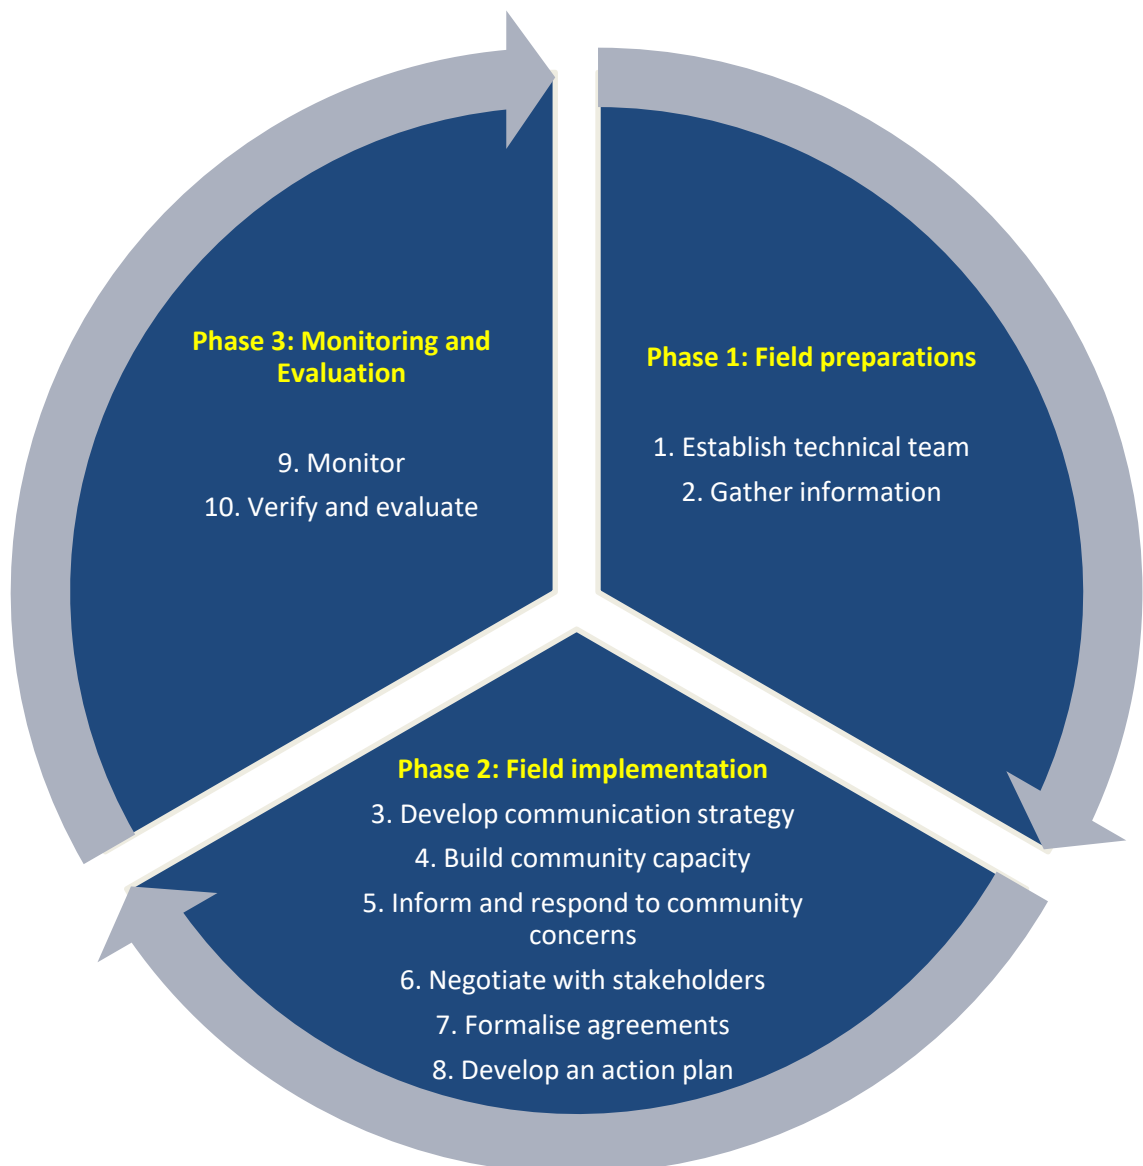 Phase 1: Field preparations
1. Establish technical team
2. Gather information
Phase 2: Field implementation
3. Develop communication strategy
4. Build community capacity
5. Inform and respond to community
concerns
6. Negotiate with stakeholders
7. Formalise agreements
8. Develop an action plan
Phase 3: Monitoring and
Evaluation
9. Monitor
10. Verify and evaluate